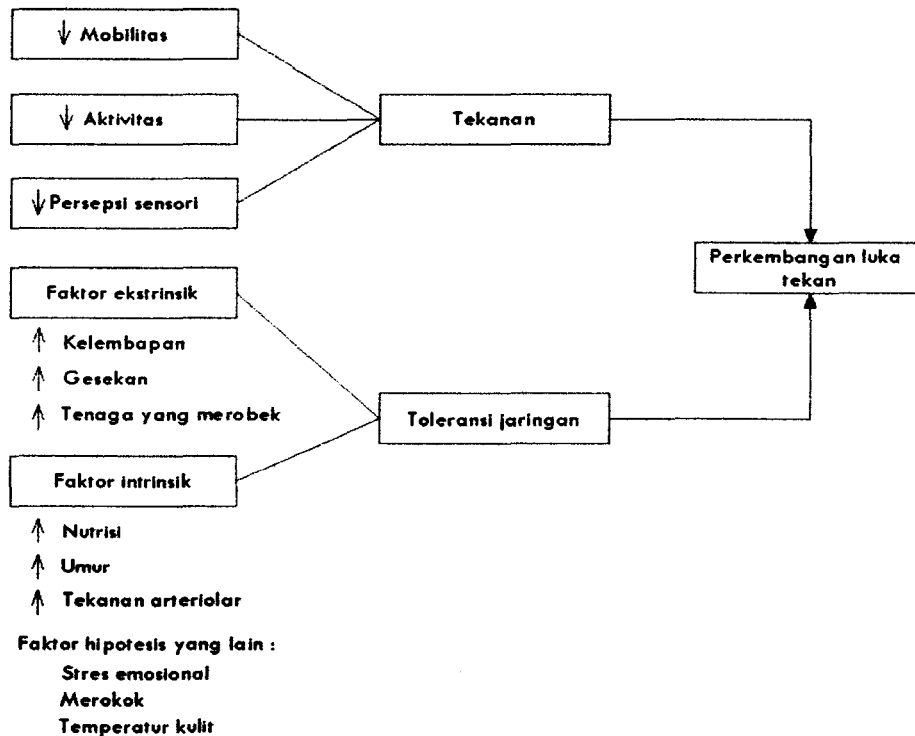 ↓ Mobilitas
↓ Aktivitas
↓ Persepsi sensori
Tekanan
Perkembangan luka
tekan
Faktor ekstrinsik
↑ Kelembapan
↑ Gesekan
↑ Tenaga yang merobek
Toleransi jaringan
Faktor intrinsik
↑ Nutrisi
↑ Umur
↑ Tekanan arteriolar
Faktor hipotesis yang lain :
Stres emosional
Merokok
Temperatur kulit